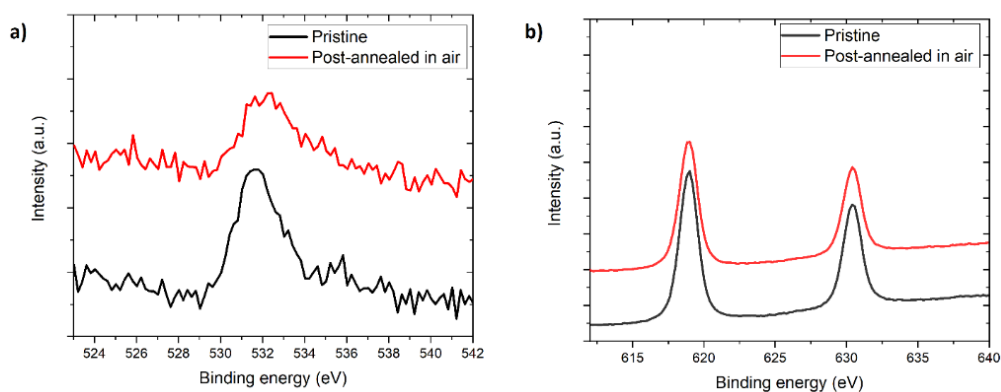 a)
Pristine
Post-annealed in air
Intensity (a.u.)
524 526 528 530 532 534 536 538 540 542
Binding energy (eV)
b)
Pristine
Post-annealed in air
Intensity (a.u.)
615 620 625 630 635 640
Binding energy (eV)